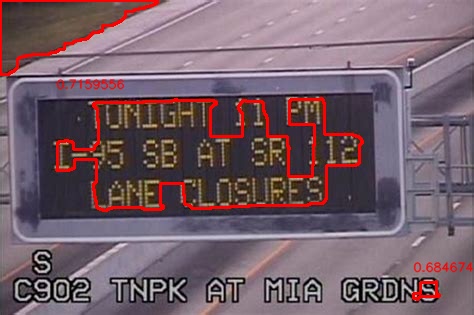 0.7159556
TONIGHT 11 PM
I-95 SB AT SR 112
LANE CLOSURES
0.684674
S
C902 TNPK AT MIA GRDNS